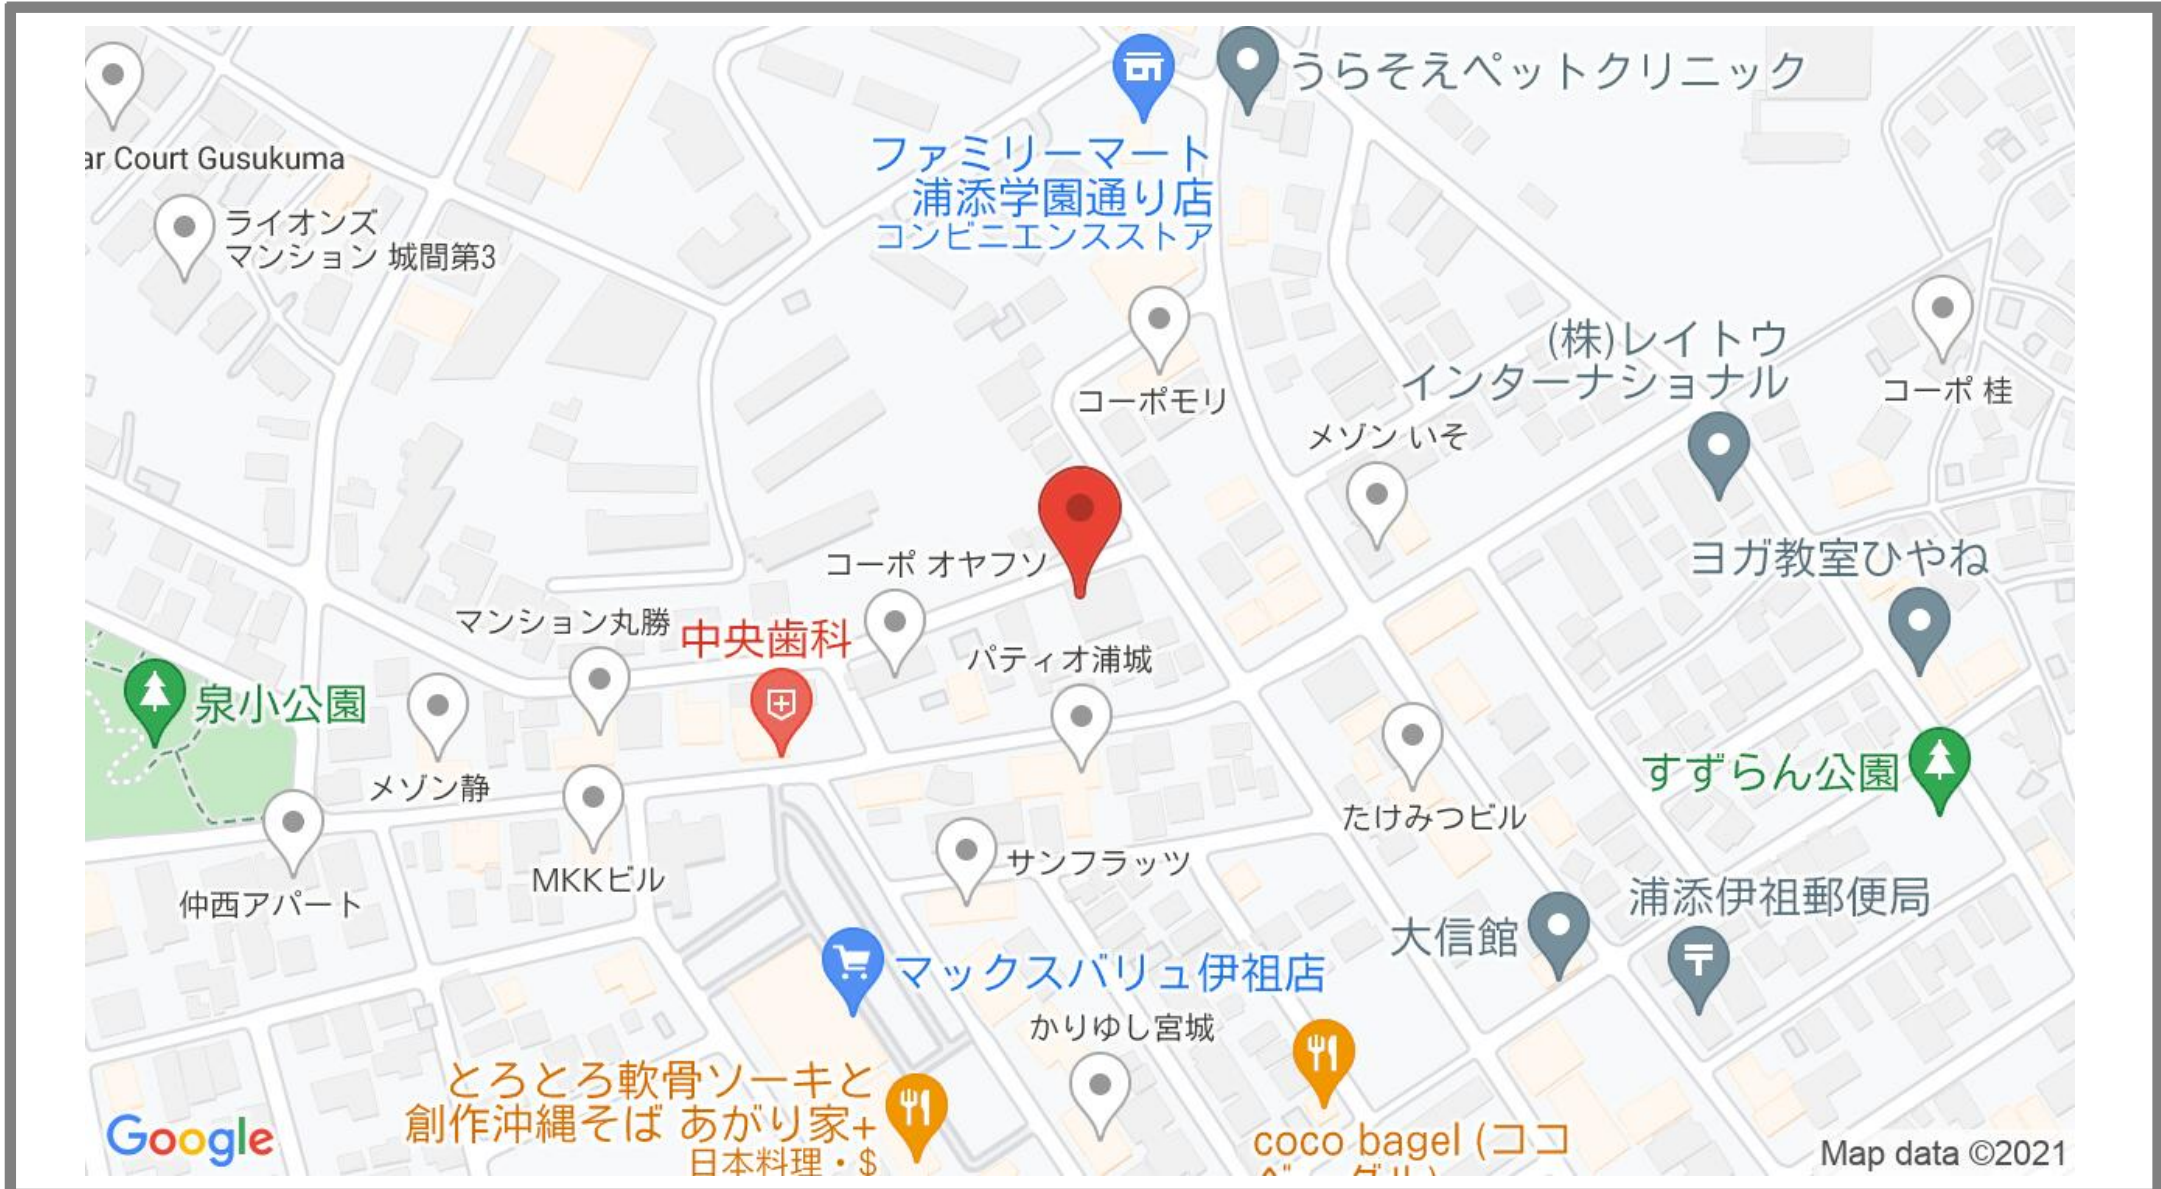 うらそえペットクリニック
ファミリーマート
浦添学園通り店
コンビニエンスストア
ar Court Gusukuma
ライオンズ
マンション 城間第3
(株)レイトウ
インターナショナル
コーポ 桂
コーポモリ
メゾン いそ
ヨガ教室ひやね
コーポ オヤフソ
マンション丸勝
中央歯科
パティオ浦城
泉小公園
メゾン静
すずらん公園
たけみつビル
サンフラッツ
MKKビル
仲西アパート
浦添伊祖郵便局
大信館
マックスバリュ伊祖店
かりゆし宮城
とろとろ軟骨ソーキと
創作沖縄そば あがり家+
日本料理・$
coco bagel (ココ
Google
Map data ©2021